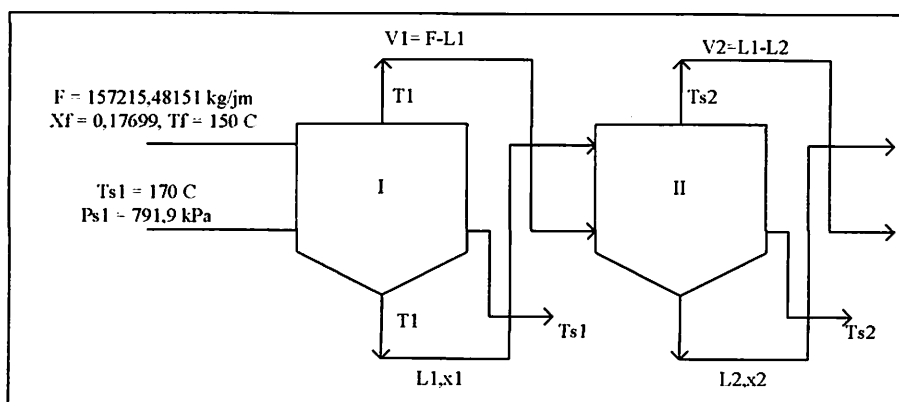 V1= F-L1
V2=L1-L2
F = 157215,48151 kg/jm
Xf = 0,17699, Tf = 150 C
T1
Ts2
I
II
Ts1 = 170 C
Ps1 = 791,9 kPa
T1
Ts1
Ts2
L1,x1
L2,x2